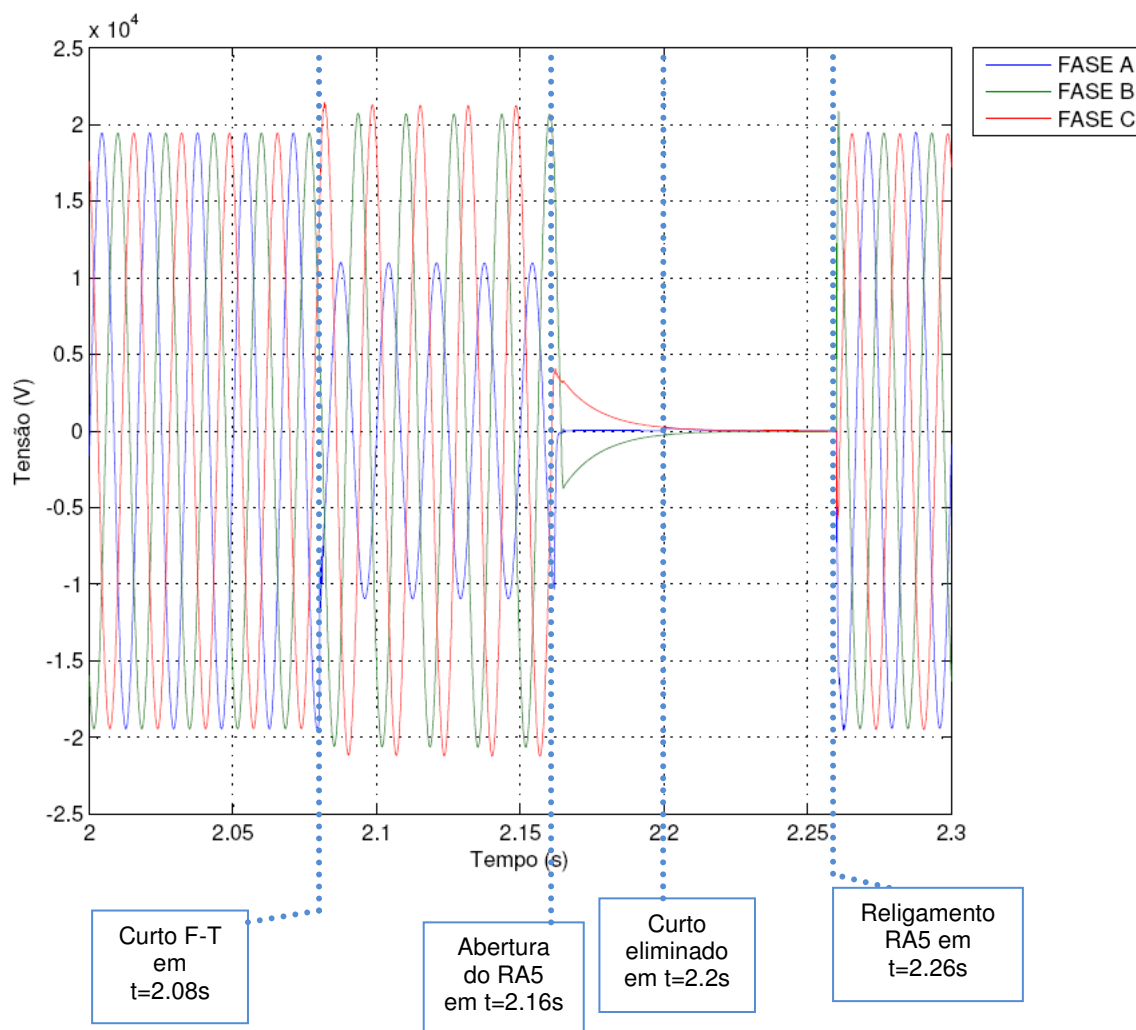 x 10⁴
2.5
2
1.5
1
0.5
0
-0.5
-1
-1.5
-2
-2.5
Tensão (V)
2
2.05
2.1
2.15
2.2
2.25
2.3
Tempo (s)
FASE A
FASE B
FASE C
Curto F-T
em
t=2.08s
Abertura
do RA5
em t=2.16s
Curto
eliminado
em t=2.2s
Religamento
RA5 em
t=2.26s